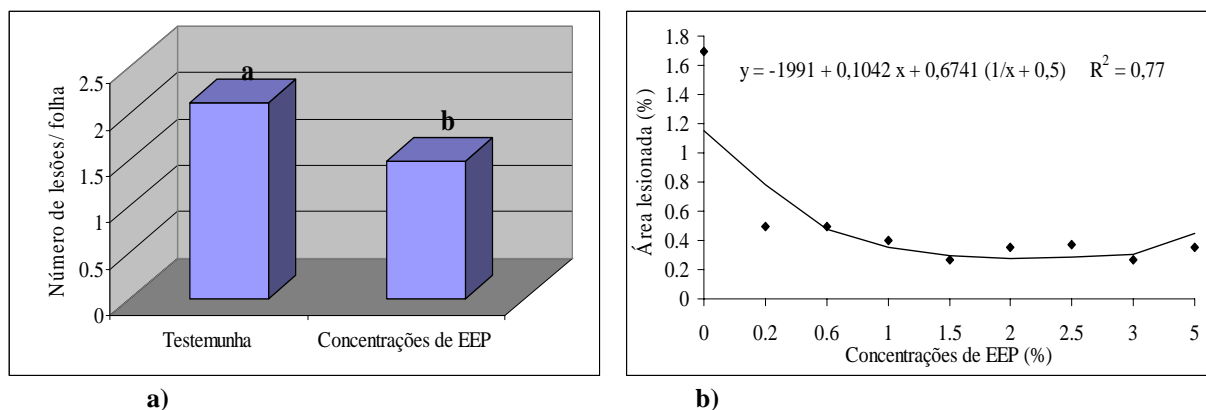 Número de lesões/ folha
2.5
2
1.5
1
0.5
0
a
b
Testemunha
Concentrações de EEP
a)
Área lesionada (%)
1.8
1.6
1.4
1.2
1
0.8
0.6
0.4
0.2
0
y = -1991 + 0,1042 x + 0,6741 (1/x + 0,5) R² = 0,77
0 0.2 0.6 1 1.5 2 2.5 3 5
Concentrações de EEP (%)
b)